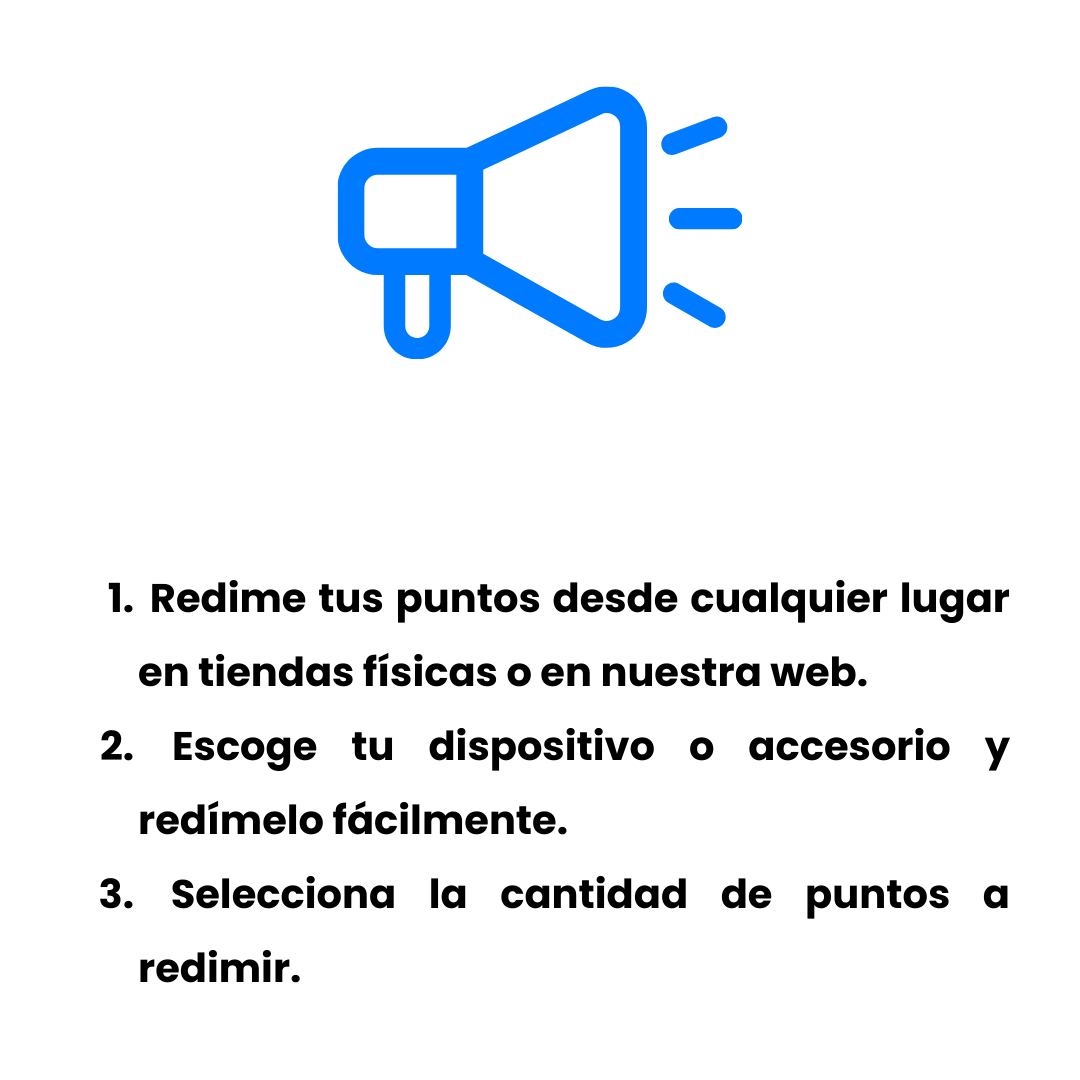 1. Redime tus puntos desde cualquier lugar
en tiendas físicas o en nuestra web.
2. Escoge tu dispositivo o accesorio y
redímelo fácilmente.
3. Selecciona la cantidad de puntos a
redimir.